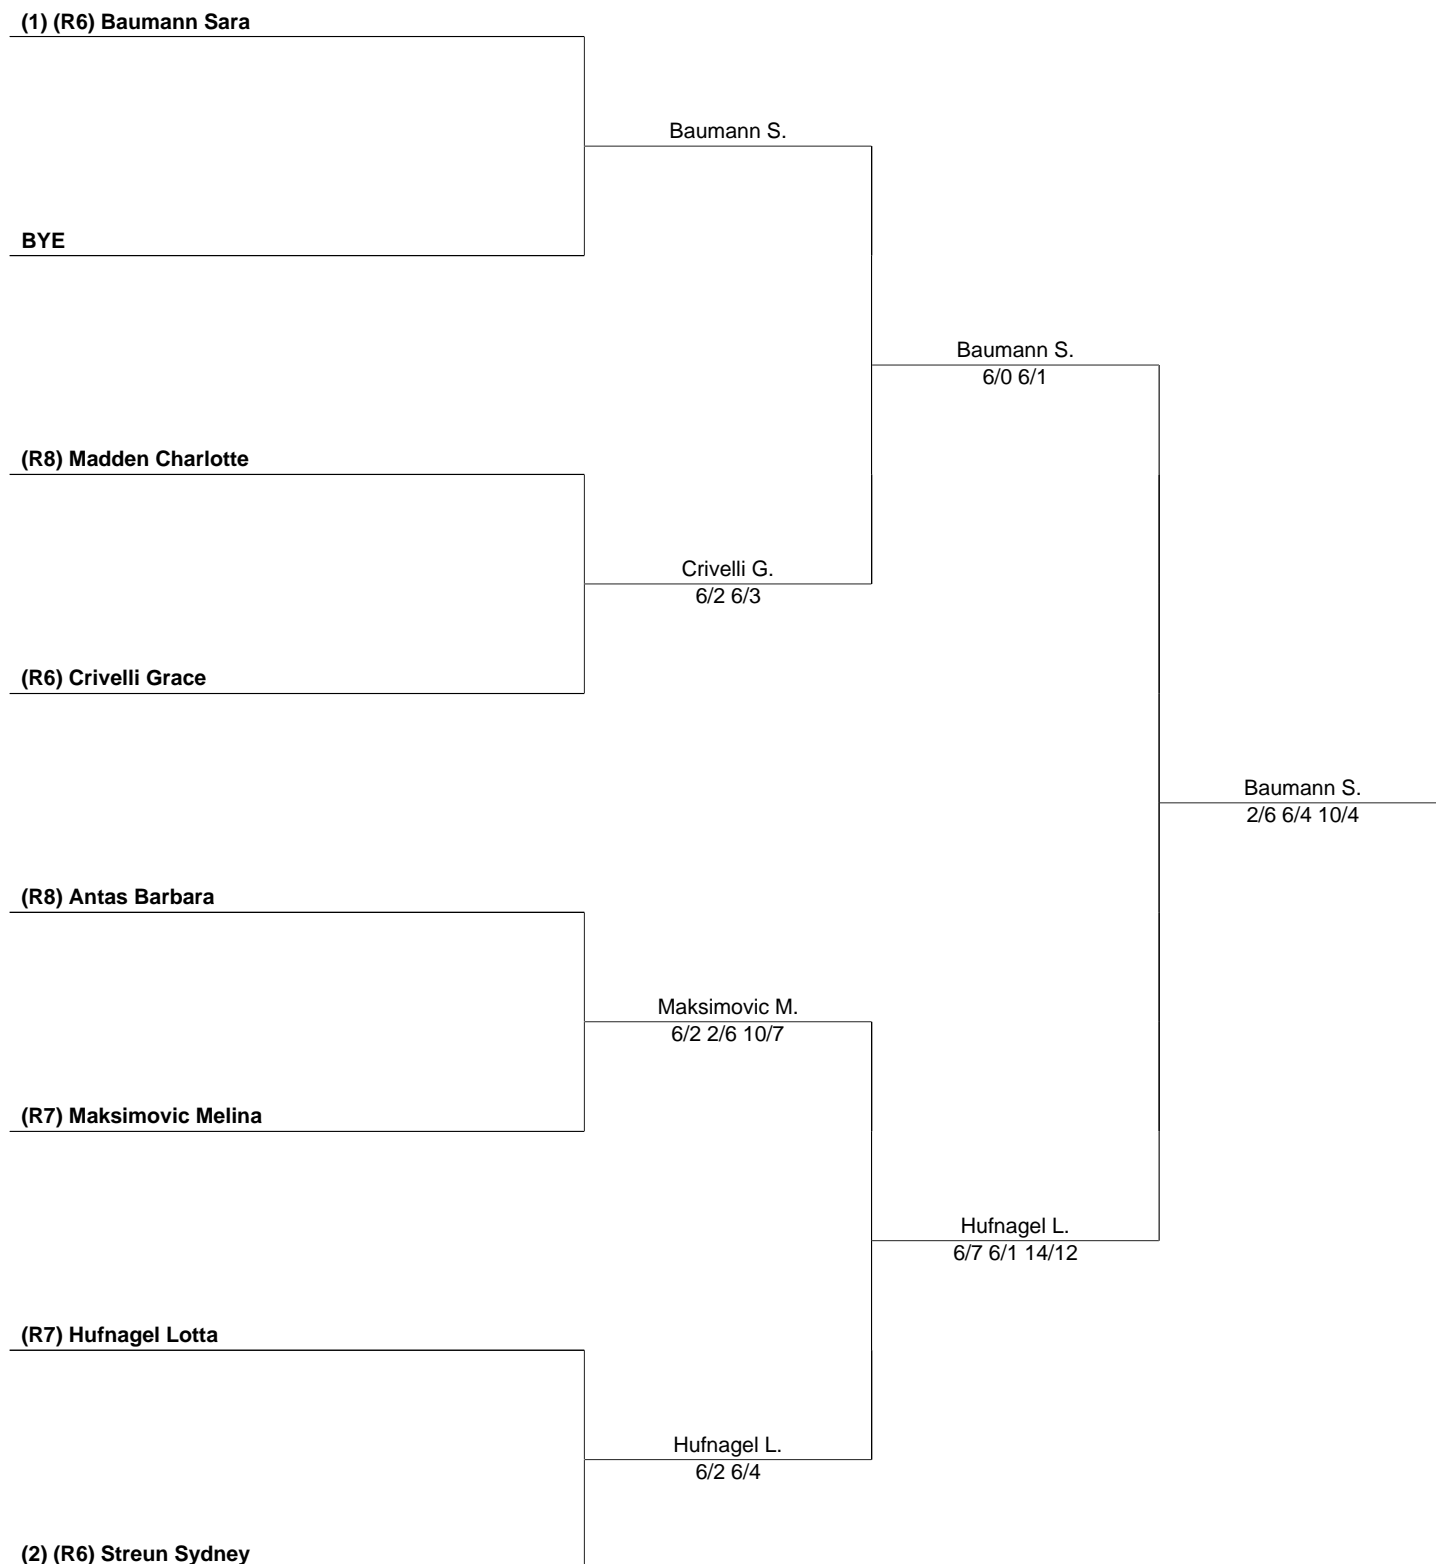 (1) (R6) Baumann Sara
Baumann S.
BYE
Baumann S.
6/0 6/1
(R8) Madden Charlotte
Crivelli G.
6/2 6/3
(R6) Crivelli Grace
Baumann S.
2/6 6/4 10/4
(R8) Antas Barbara
Maksimovic M.
6/2 2/6 10/7
(R7) Maksimovic Melina
Hufnagel L.
6/7 6/1 14/12
(R7) Hufnagel Lotta
Hufnagel L.
6/2 6/4
(2) (R6) Streun Sydney